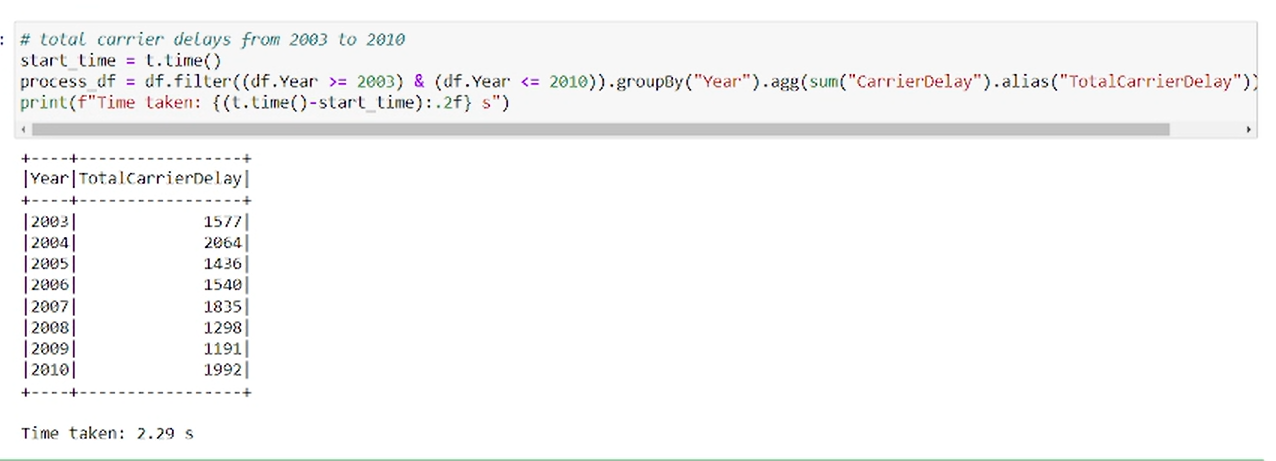 :
# total carrier delays from 2003 to 2010
start_time = t.time()
process_df = df.filter((df.Year >= 2003) & (df.Year <= 2010)).groupBy("Year").agg(sum("CarrierDelay").alias("TotalCarrierDelay"))
print(f"Time taken: {(t.time()-start_time):.2f} s")
+----+-----------------+
|Year|TotalCarrierDelay|
+----+-----------------+
|2003|             1577|
|2004|             2064|
|2005|             1436|
|2006|             1540|
|2007|             1835|
|2008|             1298|
|2009|             1191|
|2010|             1992|
+----+-----------------+
Time taken: 2.29 s